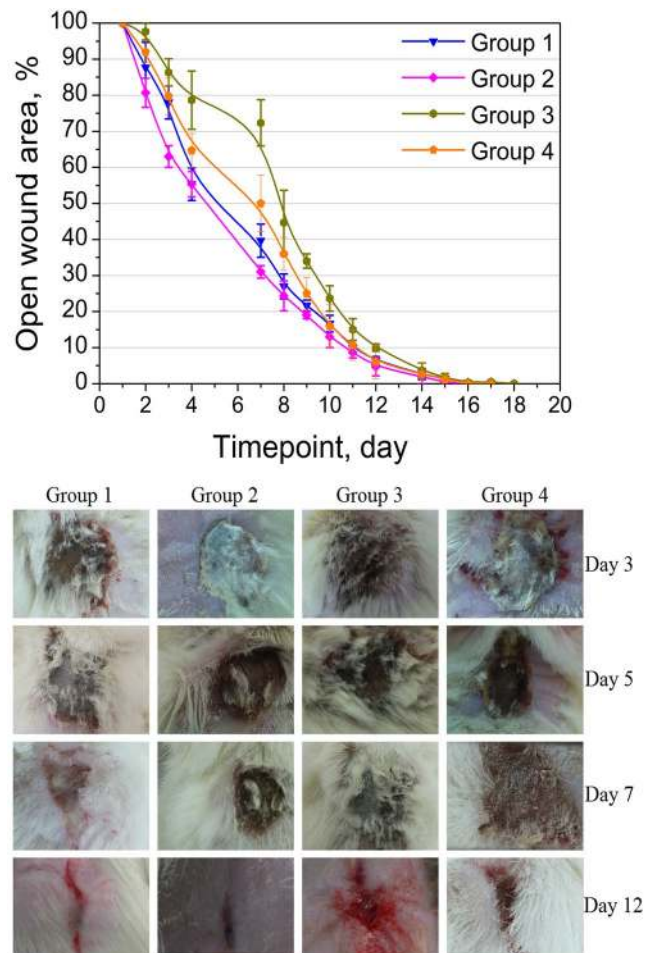 100
90
80
70
60
50
40
30
20
10
0
Open wound area, %
Group 1
Group 2
Group 3
Group 4
0 2 4 6 8 10 12 14 16 18 20
Timepoint, day
Group 1 Group 2 Group 3 Group 4
Day 3
Day 5
Day 7
Day 12